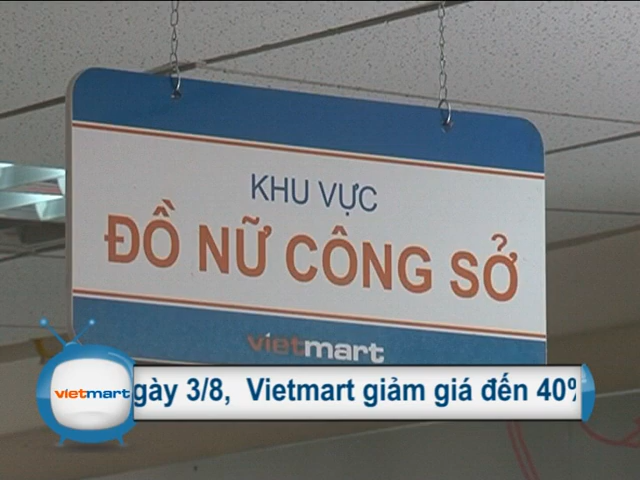 KHU VỰC
ĐỒ NỮ CÔNG SỞ
vietmart
vietmart
gày 3/8, Vietmart giảm giá đến 40%